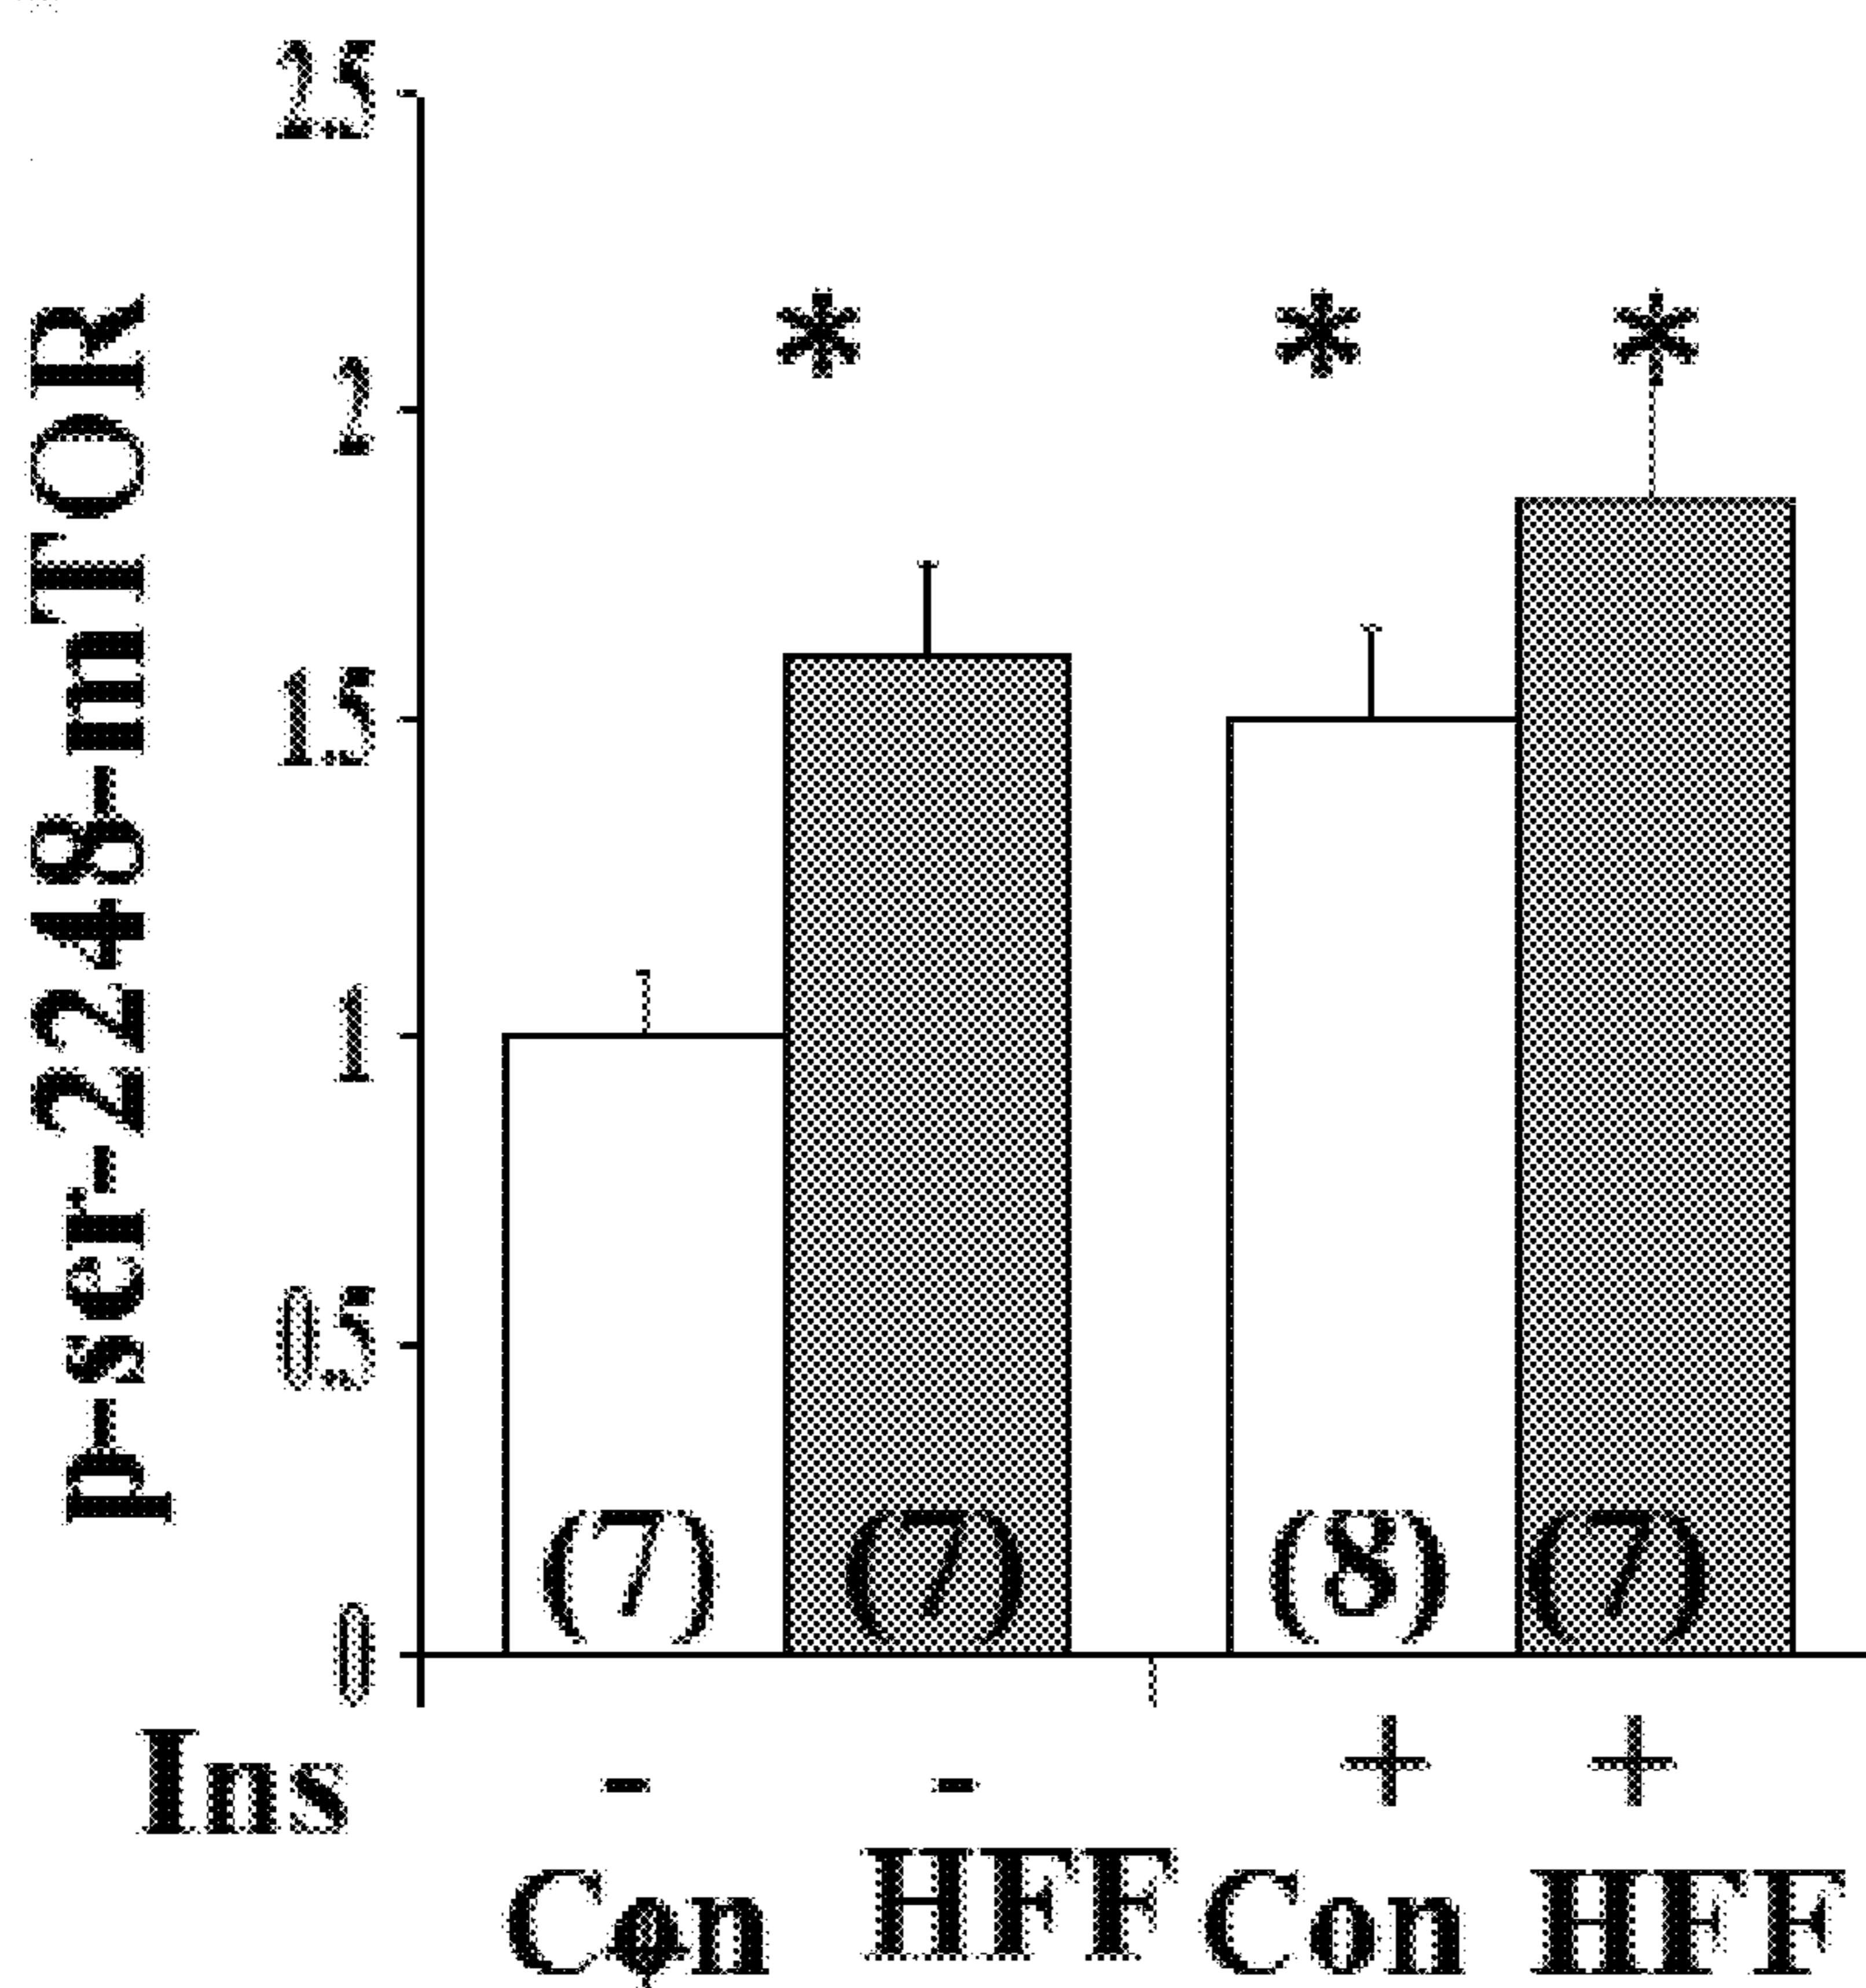 p-ser-2248-mTOR
2.5
2
1.5
1
0.5
0
* * *
(7) (7) (8) (7)
Ins - - + +
Con HFF Con HFF